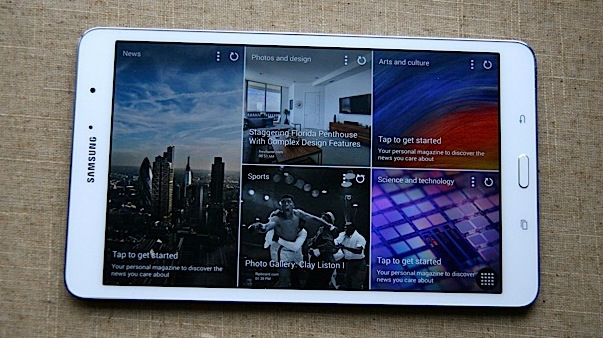 SAMSUNG
News
Tap to get started
Your personal magazine to discover the
news you care about
Photos and design
Staggering Florida Penthouse
With Complex Design Features
Sports
Photo Gallery: Clay Liston I
flipboard.com
Arts and culture
Tap to get started
Your personal magazine to discover the
news you care about
Science and technology
Tap to get started
Your personal magazine to discover the
news you care about